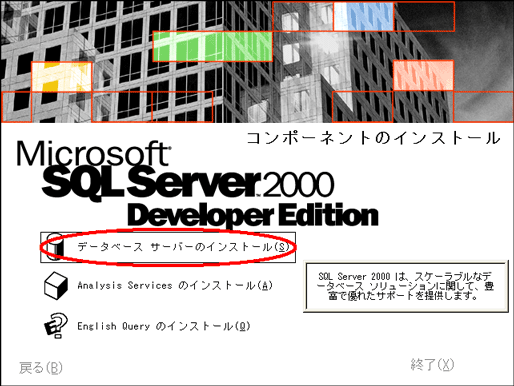 コンポーネントのインストール
Microsoft
SQL Server 2000
Developer Edition
データベース サーバーのインストール(S)
Analysis Services のインストール(A)
English Query のインストール(Q)
SQL Server 2000 は、スケーラブルなデ
ータベース ソリューションに関して、豊
富で優れたサポートを提供します。
戻る(B)
終了(X)